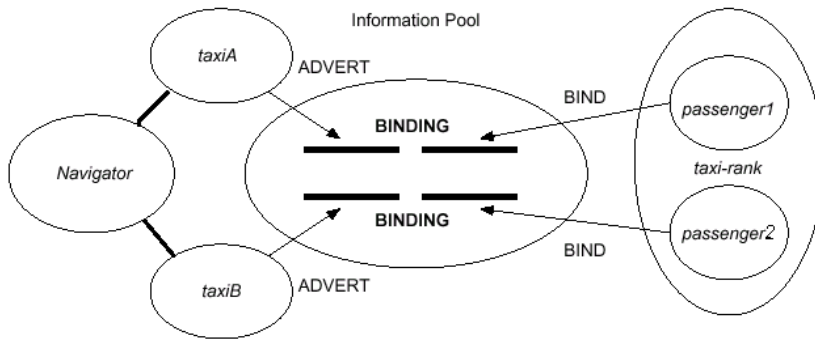 Information Pool
taxiA
ADVERT
BIND
passenger1
BINDING
Navigator
taxi-rank
BINDING
passenger2
BIND
taxiB
ADVERT